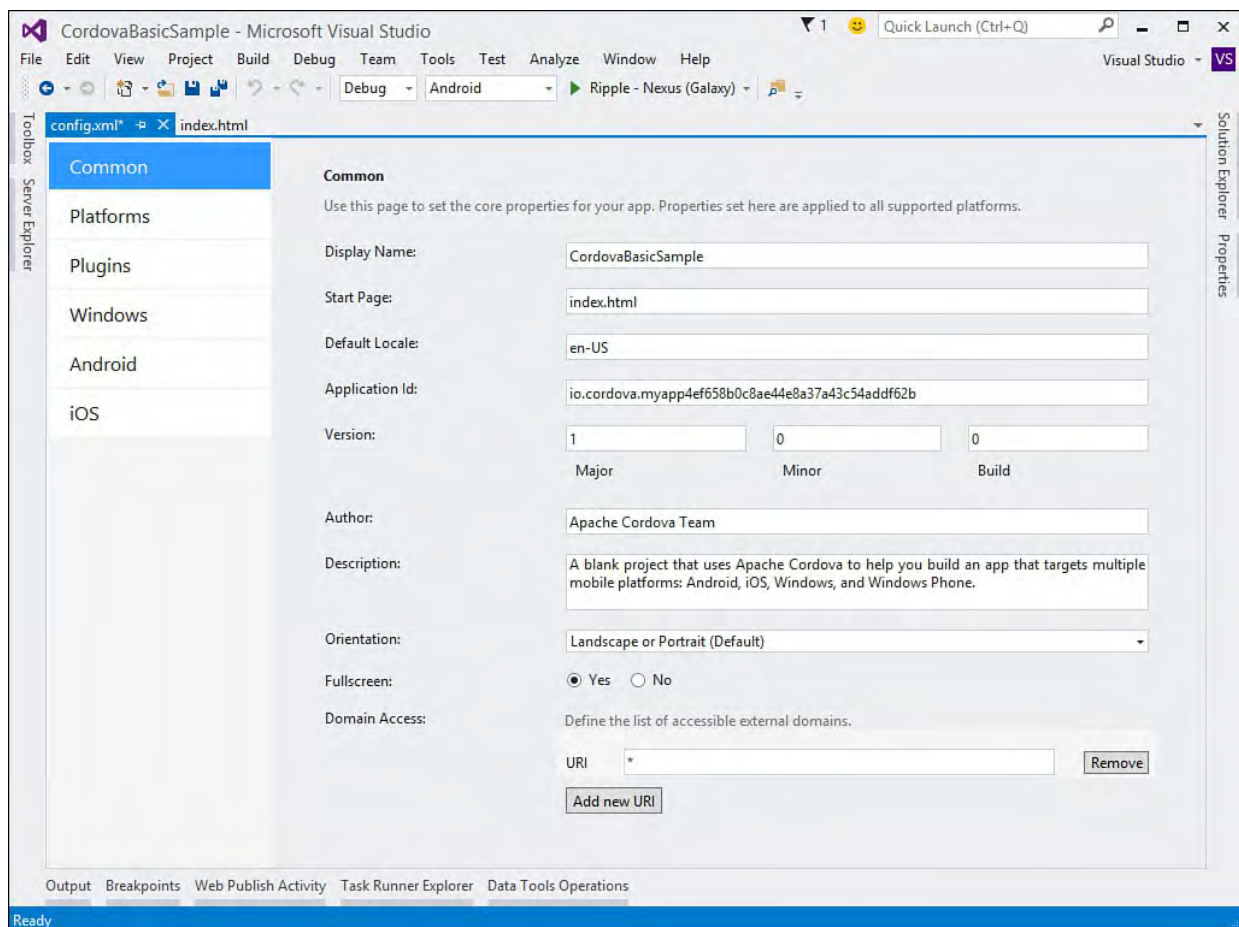 CordovaBasicSample - Microsoft Visual Studio
1
Quick Launch (Ctrl+Q)
File Edit View Project Build Debug Team Tools Test Analyze Window Help
Visual Studio
VS
Debug
Android
Ripple - Nexus (Galaxy)
Toolbox
Server Explorer
config.xml*
index.html
Solution Explorer
Properties
Common
Platforms
Plugins
Windows
Android
iOS
Common
Use this page to set the core properties for your app. Properties set here are applied to all supported platforms.
Display Name: CordovaBasicSample
Start Page: index.html
Default Locale: en-US
Application Id: io.cordova.myapp4ef658b0c8ae44e8a37a43c54addf62b
Version: 1 0 0
Major Minor Build
Author: Apache Cordova Team
Description: A blank project that uses Apache Cordova to help you build an app that targets multiple
mobile platforms: Android, iOS, Windows, and Windows Phone.
Orientation: Landscape or Portrait (Default)
Fullscreen: Yes No
Domain Access: Define the list of accessible external domains.
URI * Remove
Add new URI
Output Breakpoints Web Publish Activity Task Runner Explorer Data Tools Operations
Ready